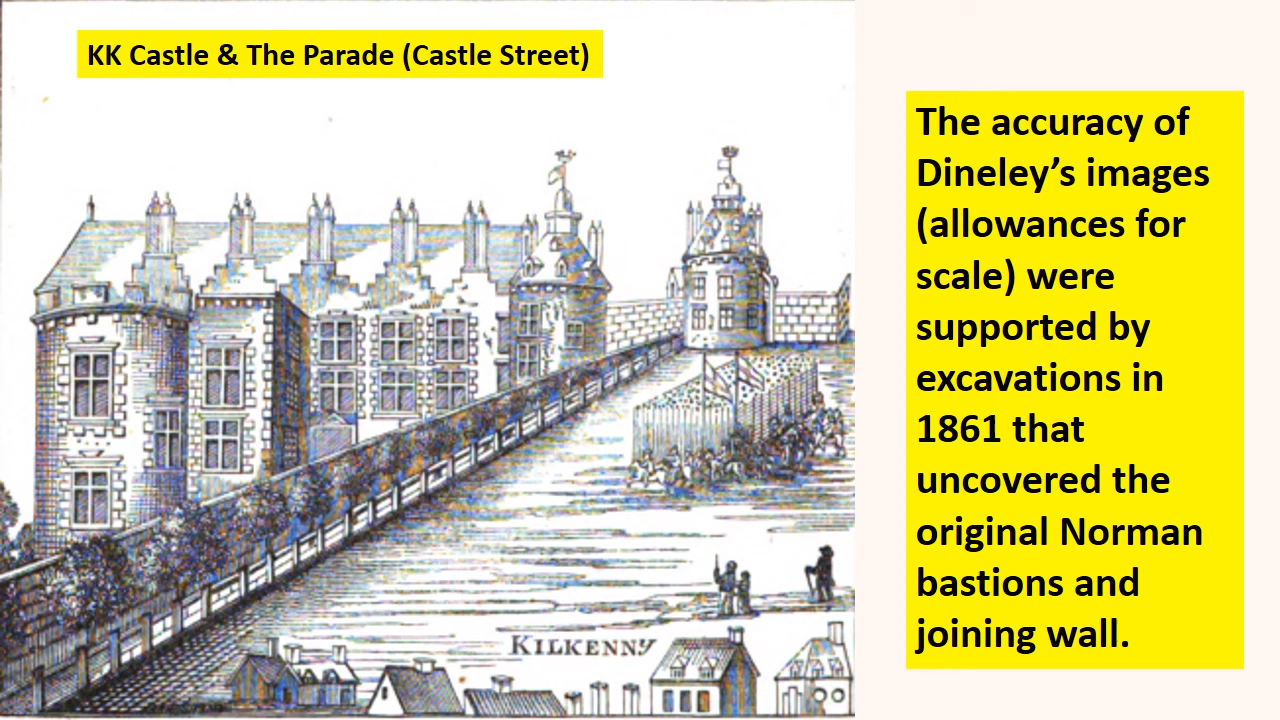 KK Castle & The Parade (Castle Street)
The accuracy of
Dineley’s images
(allowances for
scale) were
supported by
excavations in
1861 that
uncovered the
original Norman
bastions and
joining wall.
KILKENNY